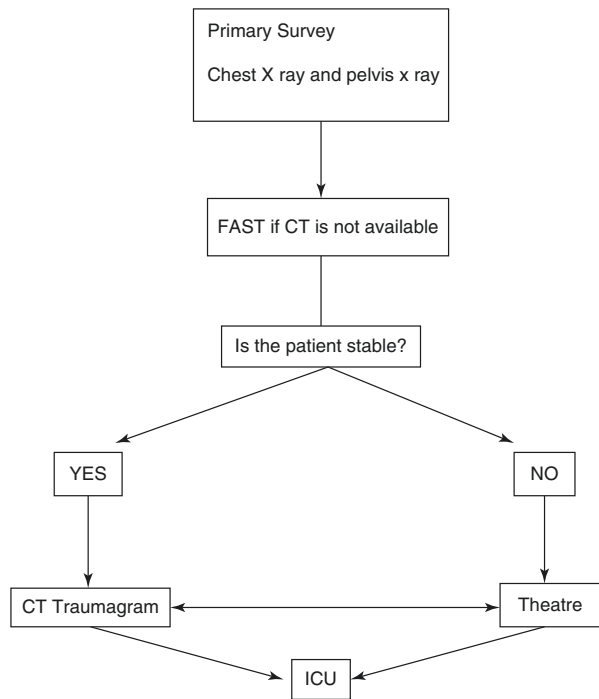 Primary Survey
Chest X ray and pelvis x ray
FAST if CT is not available
Is the patient stable?
YES
NO
CT Traumagram
Theatre
ICU